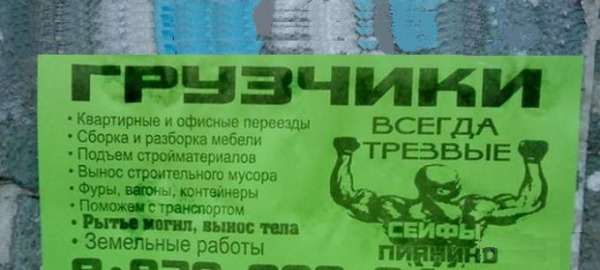 ГРУЗЧИКИ
• Квартирные и офисные переезды
• Сборка и разборка мебели
• Подъем стройматериалов
• Вынос строительного мусора
• Фуры, вагоны, контейнеры
• Поможем с транспортом
• Рытье могил, вынос тела
• Земельные работы
ВСЕГДА
ТРЕЗВЫЕ
СЕЙФЫ
ПИАНИНО